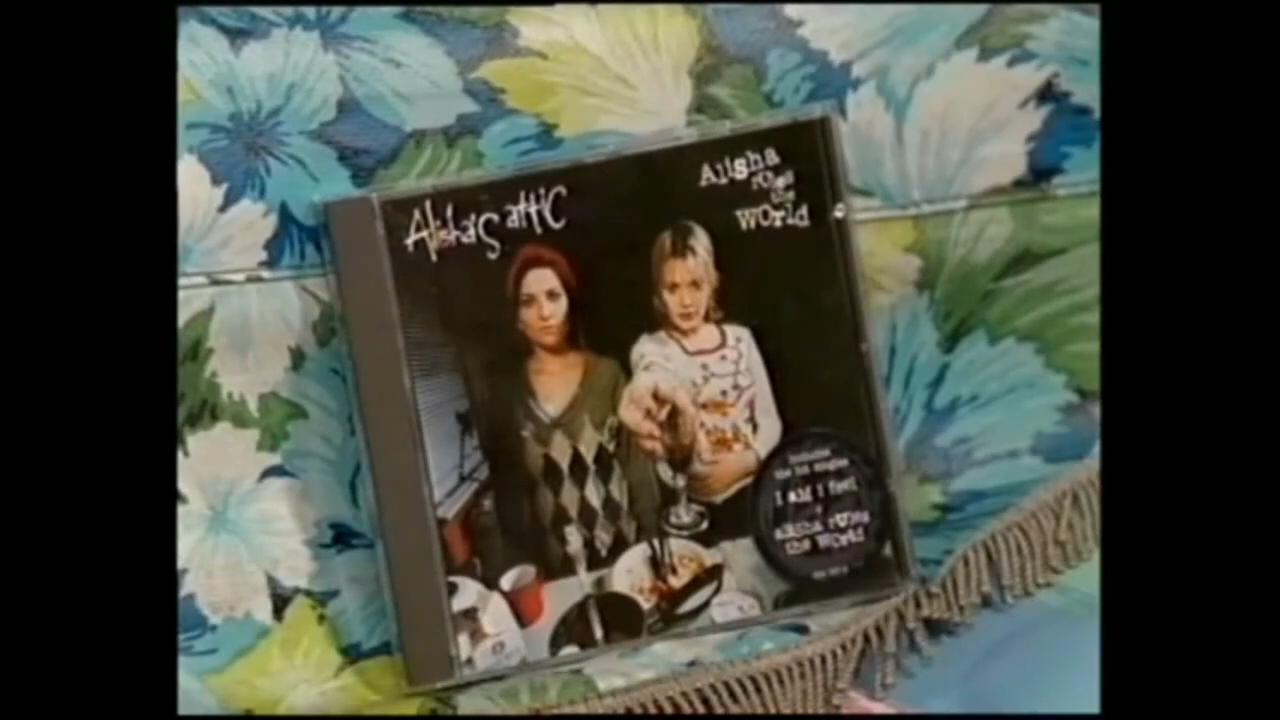 Alisha's attic
Alisha
rules
the
World
Includes
the hit singles
I aM I feel
alisha rules
the World